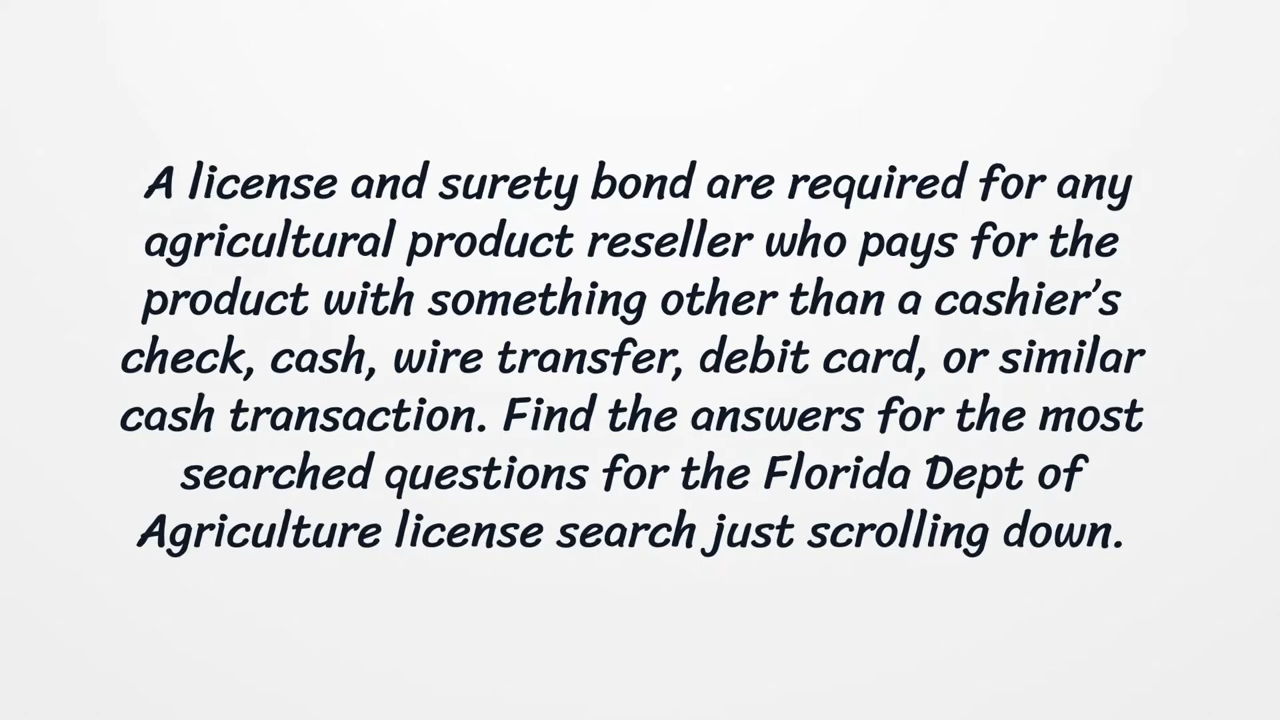 A license and surety bond are required for any
agricultural product reseller who pays for the
product with something other than a cashier’s
check, cash, wire transfer, debit card, or similar
cash transaction. Find the answers for the most
searched questions for the Florida Dept of
Agriculture license search just scrolling down.